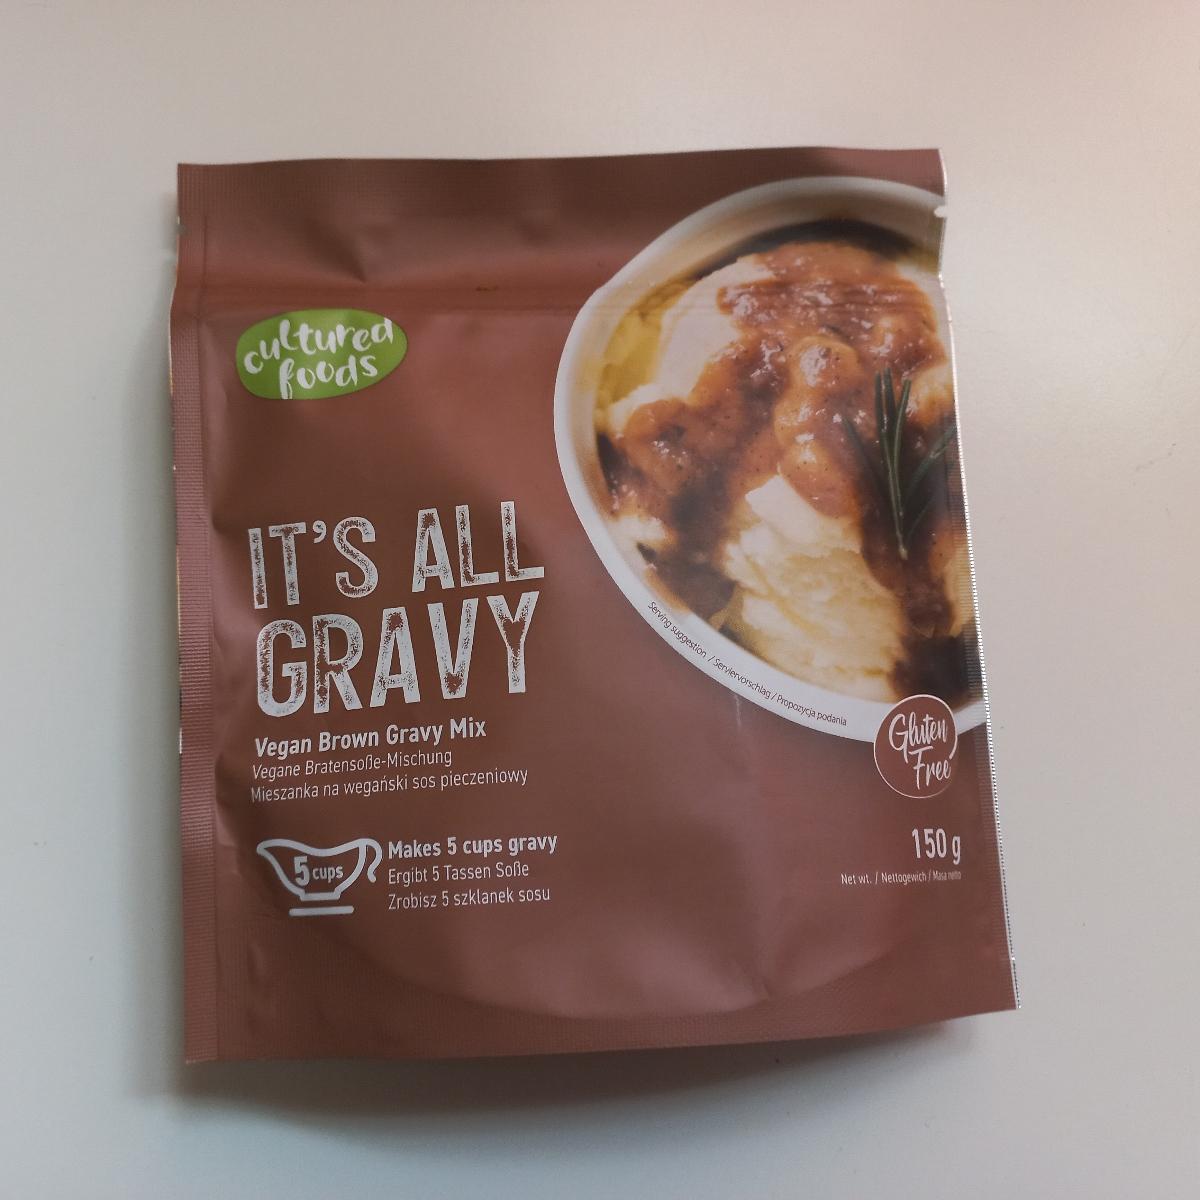 cultured
foods
IT'S ALL
GRAVY
Vegan Brown Gravy Mix
Vegane Bratensoße-Mischung
Mieszanka na wegański sos pieczeniowy
5 cups
Makes 5 cups gravy
Ergibt 5 Tassen Soße
Zrobisz 5 szklanek sosu
Serving suggestion / Serviervorschlag / Propozycja podania
Gluten
Free
150 g
Net wt. / Nettogewich / Masa netto